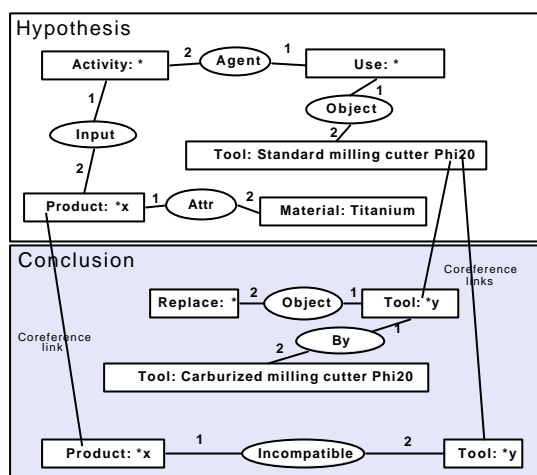 Hypothesis
Activity: * 2 Agent 1 Use: *
1 1
Input Object
2 2
Tool: Standard milling cutter Phi20
Product: *x 1 Attr 2 Material: Titanium
Conclusion
Coreference
links
Replace: * 2 Object 1 Tool: *y
Coreference
link
By 1
2
Tool: Carburized milling cutter Phi20
Product: *x 1 Incompatible 2 Tool: *y